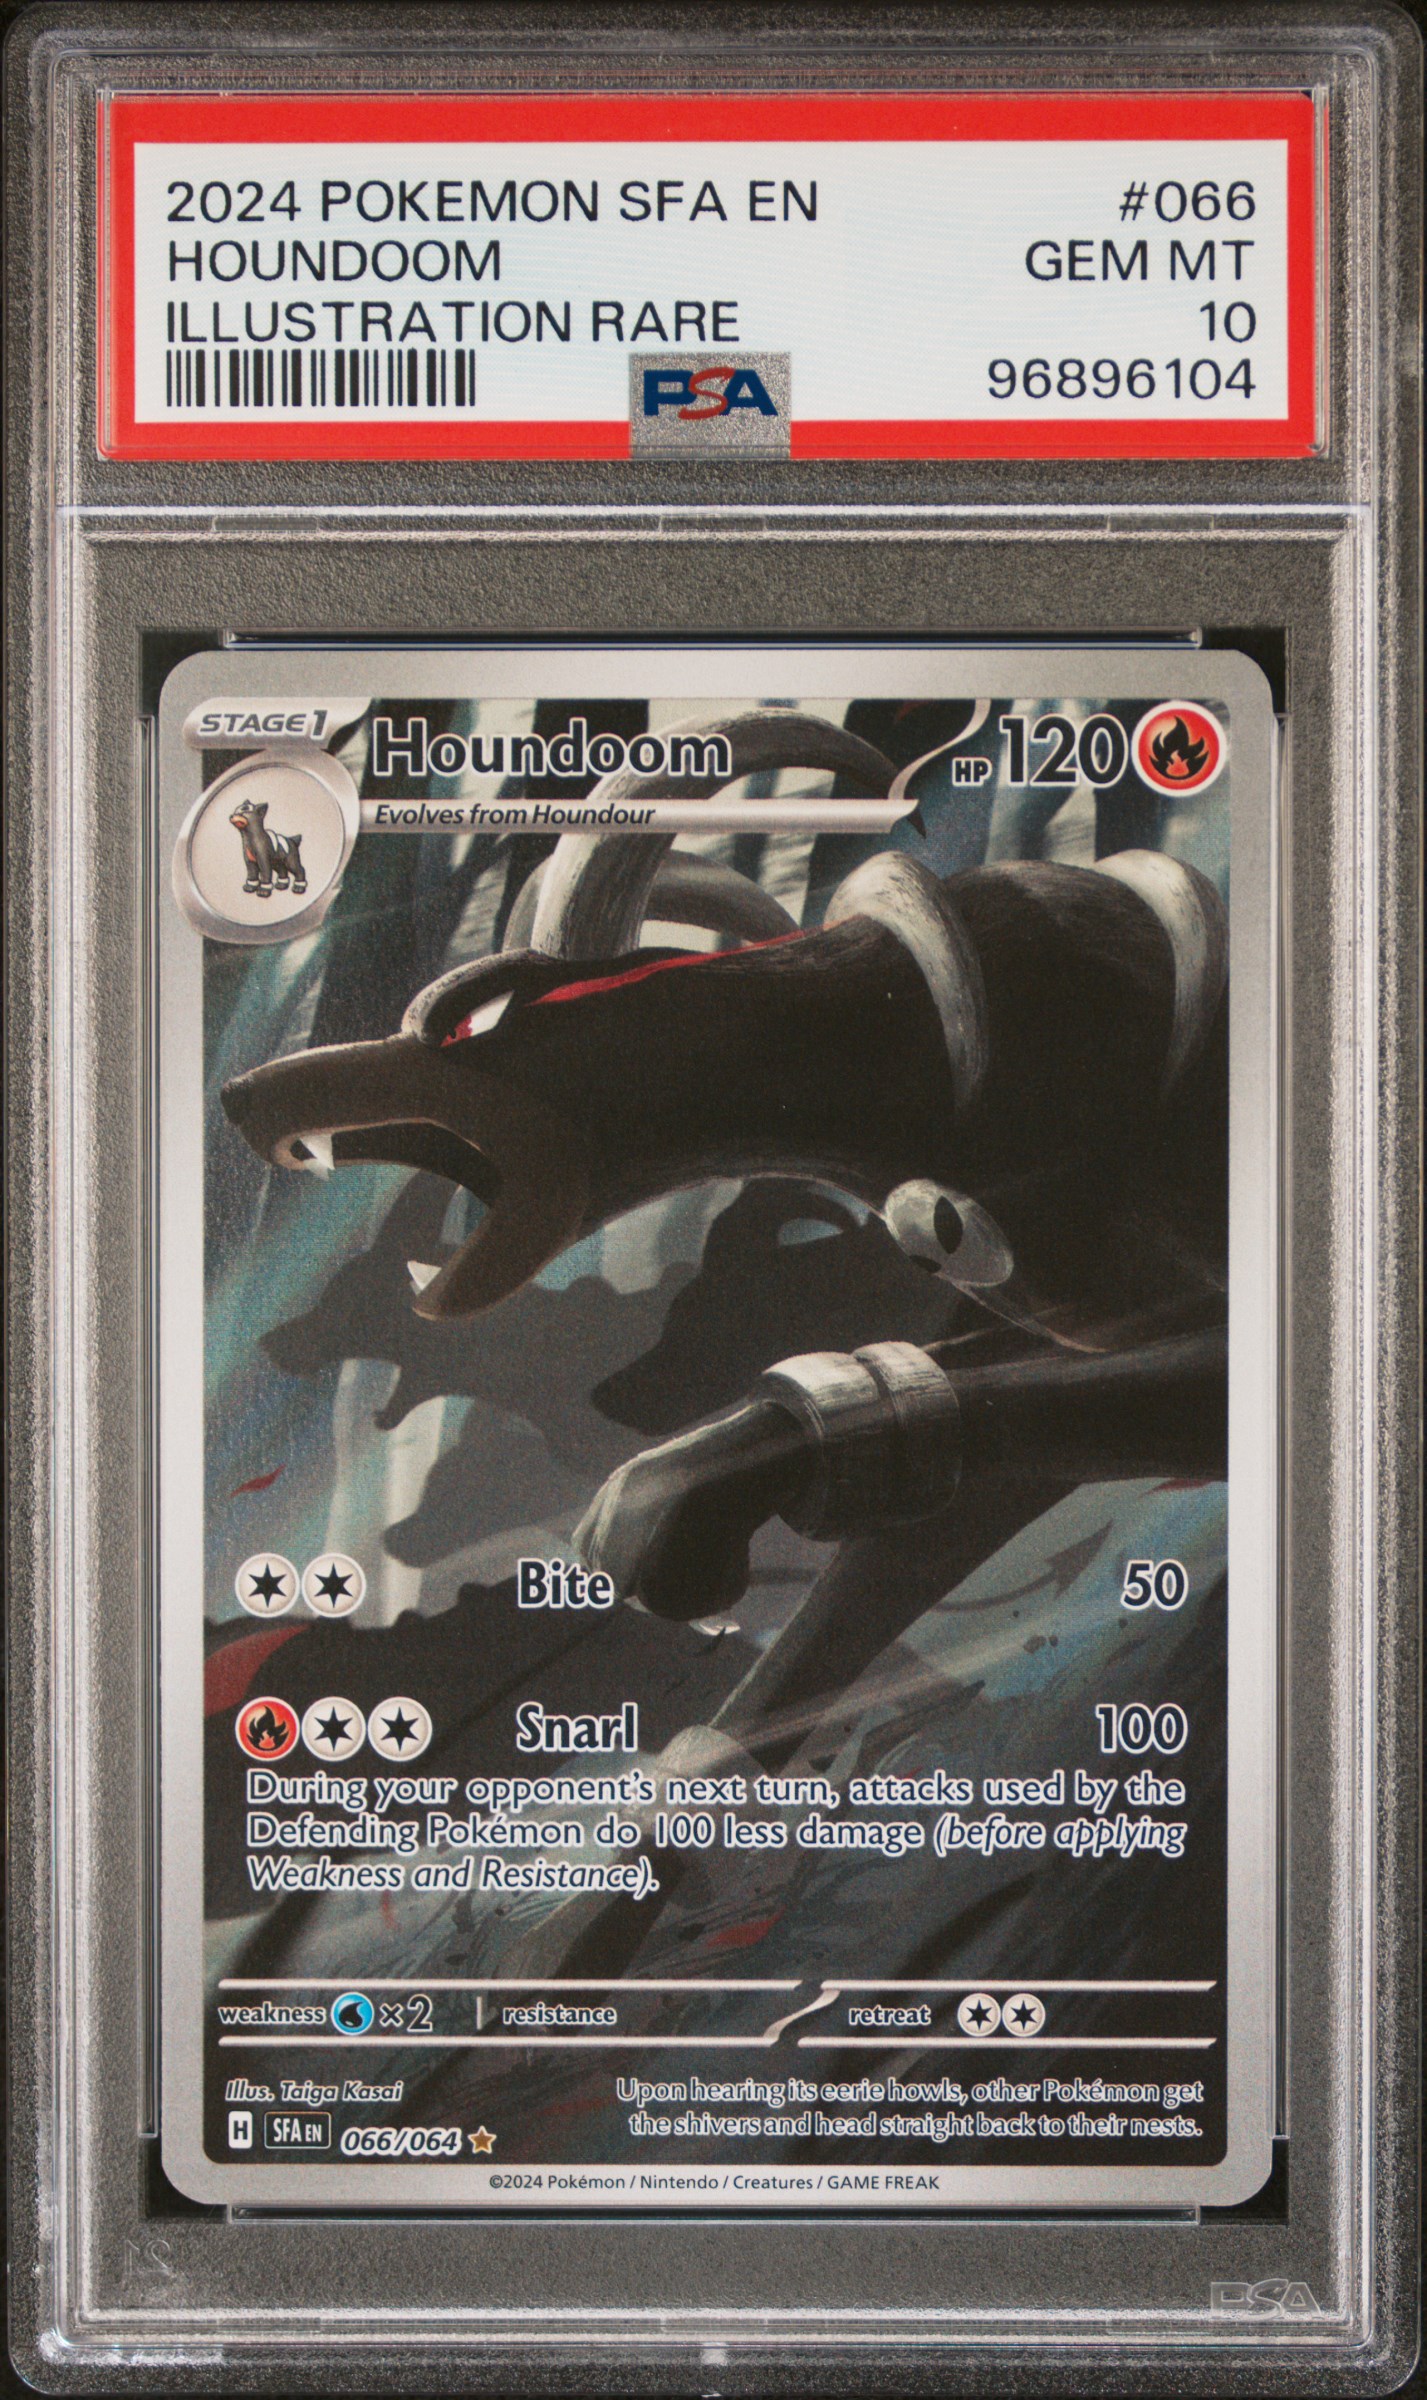 2024 POKEMON SFA EN #066
HOUNDOOM GEM MT
ILLUSTRATION RARE 10
96896104
PSA
STAGE 1
Houndoom HP 120
Evolves from Houndour
Bite 50
Snarl 100
During your opponent's next turn, attacks used by the
Defending Pokémon do 100 less damage (before applying
Weakness and Resistance).
weakness ×2 resistance retreat
Illus. Taiga Kasai
Upon hearing its eerie howls, other Pokémon get
the shivers and head straight back to their nests.
H SFA EN 066/064
©2024 Pokémon / Nintendo / Creatures / GAME FREAK
PSA